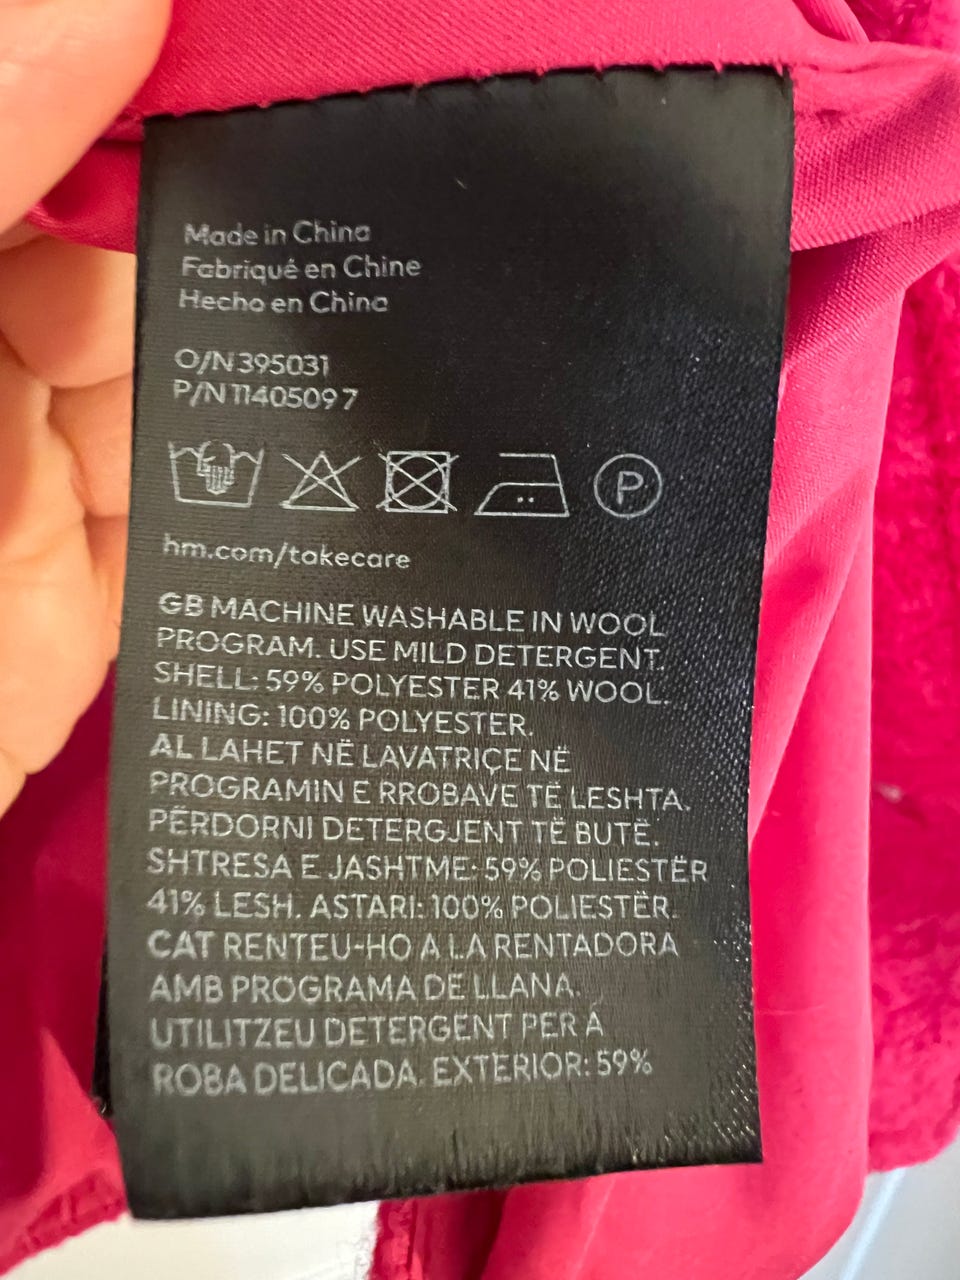 Made in China
Fabriqué en Chine
Hecho en China
O/N 395031
P/N 11405097
P
hm.com/takecare
GB MACHINE WASHABLE IN WOOL
PROGRAM. USE MILD DETERGENT.
SHELL: 59% POLYESTER 41% WOOL.
LINING: 100% POLYESTER.
AL LAHET NË LAVATRIÇE NË
PROGRAMIN E RROBAVE TË LESHTA.
PËRDORNI DETERGJENT TË BUTË.
SHTRESA E JASHTME: 59% POLIESTËR
41% LESH. ASTARI: 100% POLIESTËR.
CAT RENTEU-HO A LA RENTADORA
AMB PROGRAMA DE LLANA.
UTILITZEU DETERGENT PER A
ROBA DELICADA. EXTERIOR: 59%